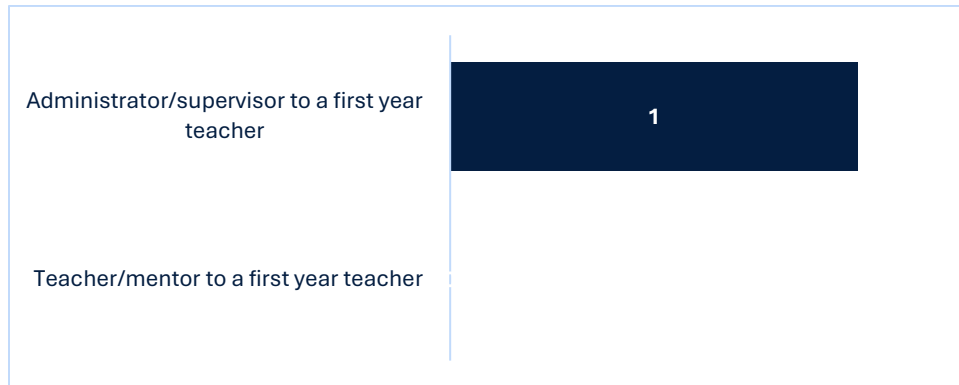 Administrator/supervisor to a first year
teacher
1
Teacher/mentor to a first year teacher